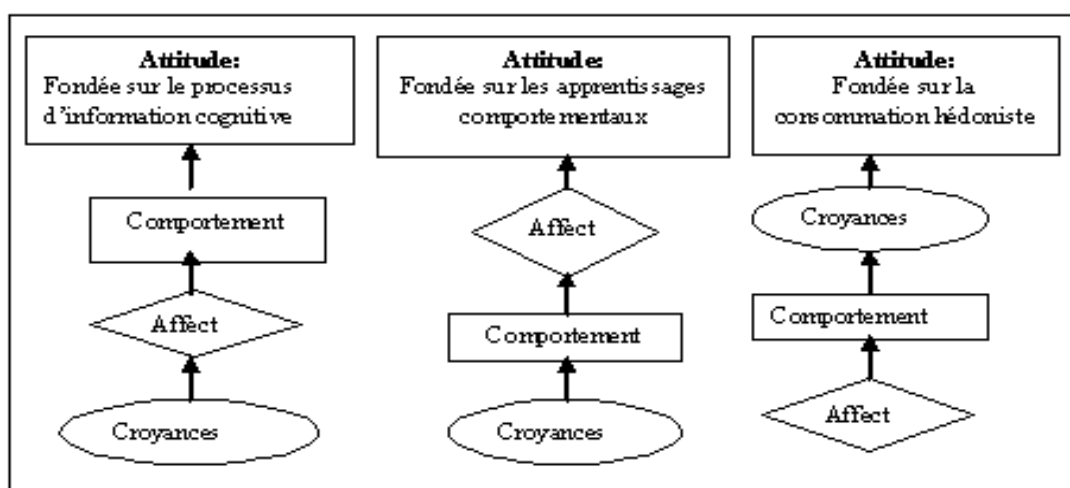 Attitude:
Fondée sur le processus
d'information cognitive
Comportement
Affect
Croyances
Attitude:
Fondée sur les apprentissages
comportementaux
Affect
Comportement
Croyances
Attitude:
Fondée sur la
consommation hédoniste
Croyances
Comportement
Affect